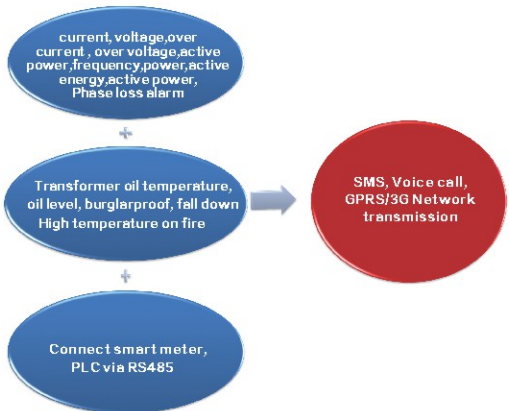 current, voltage,over
current , over voltage,active
power,frequency,power,active
energy,active power,
Phase loss alarm
+
Transformer oil temperature,
oil level, burglarproof, fall down
High temperature on fire
+
Connect smart meter,
PLC via RS485
SMS, Voice call,
GPRS/3G Network
transmission